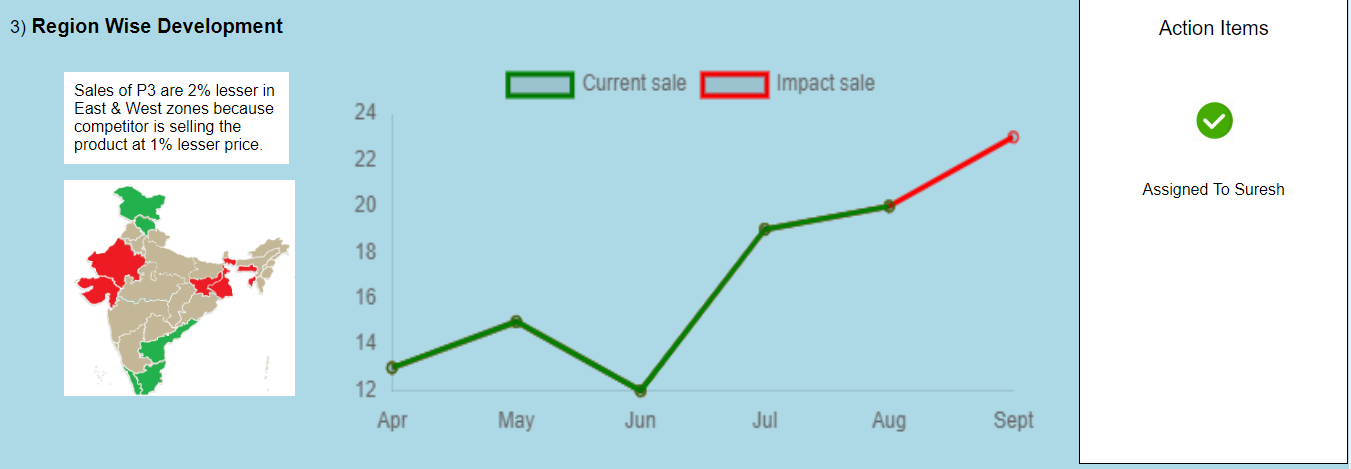 3) Region Wise Development
Sales of P3 are 2% lesser in
East & West zones because
competitor is selling the
product at 1% lesser price.
Current sale
Impact sale
24
22
20
18
16
14
12
Apr
May
Jun
Jul
Aug
Sept
Action Items
Assigned To Suresh